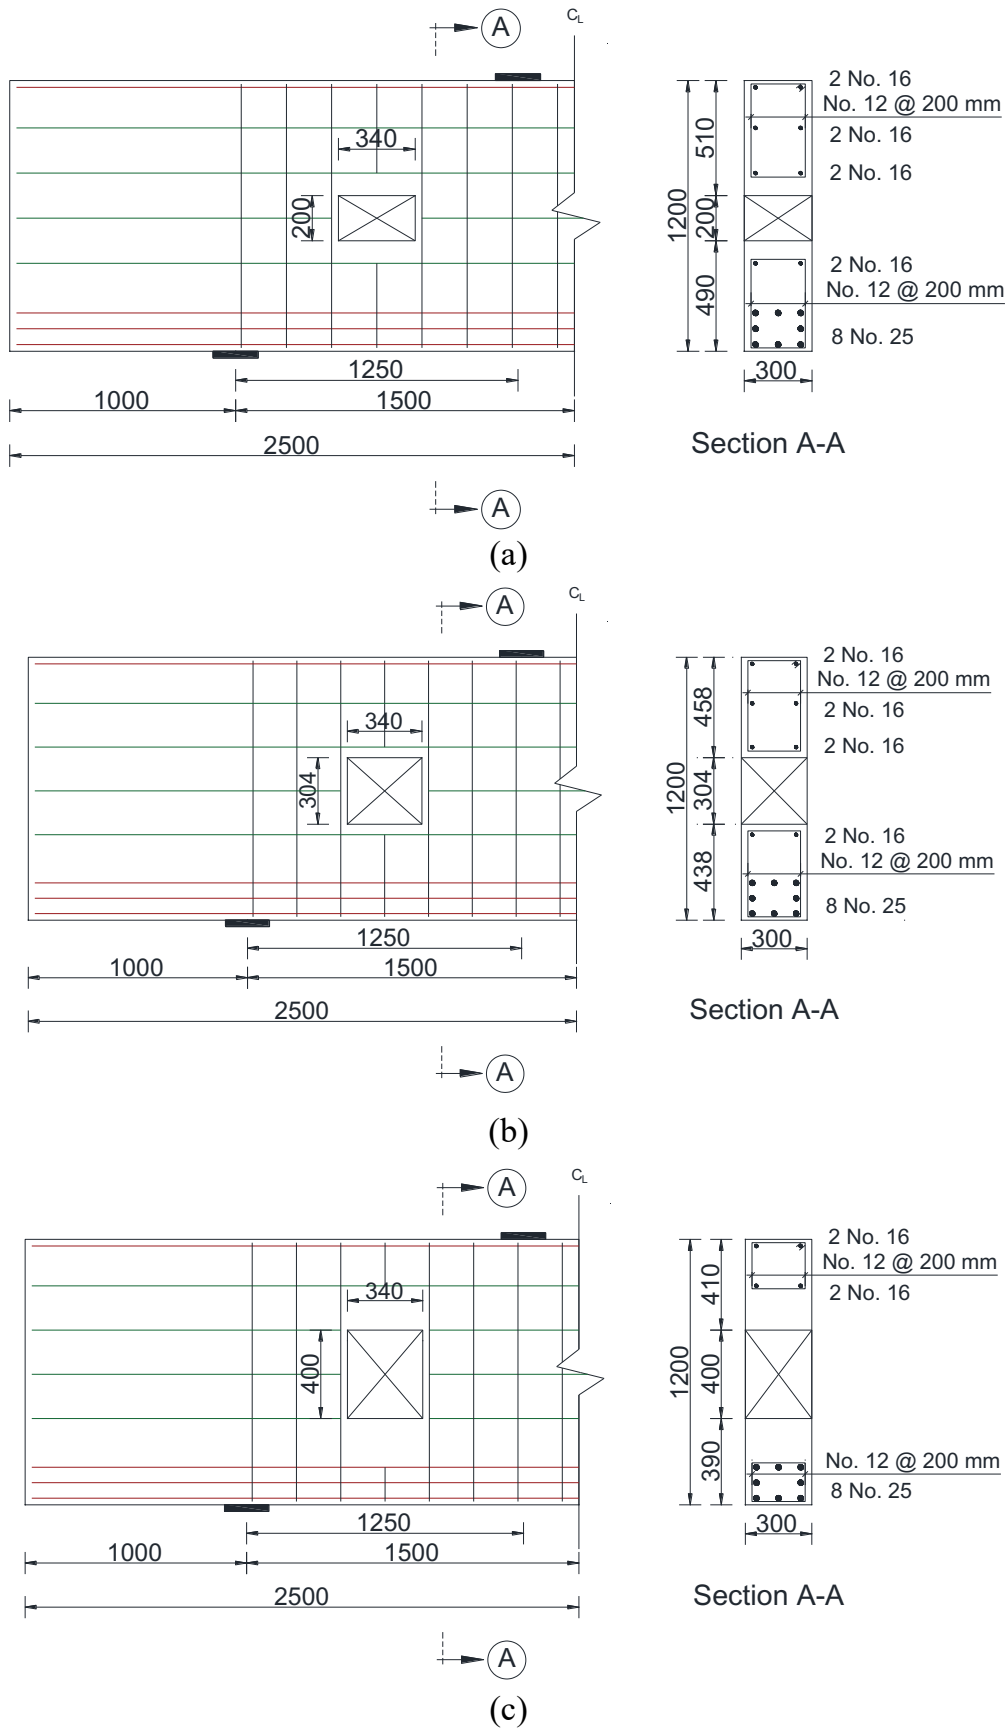 A
CL
2 No. 16
No. 12 @ 200 mm
2 No. 16
2 No. 16
340
200
510
1200
200
490
2 No. 16
No. 12 @ 200 mm
8 No. 25
1250
300
1000
1500
2500
Section A-A
A
(a)
A
CL
2 No. 16
No. 12 @ 200 mm
2 No. 16
2 No. 16
340
304
458
1200
304
438
2 No. 16
No. 12 @ 200 mm
8 No. 25
1250
300
1000
1500
2500
Section A-A
A
(b)
A
CL
2 No. 16
No. 12 @ 200 mm
2 No. 16
340
400
410
1200
400
390
No. 12 @ 200 mm
8 No. 25
1250
300
1000
1500
2500
Section A-A
A
(c)